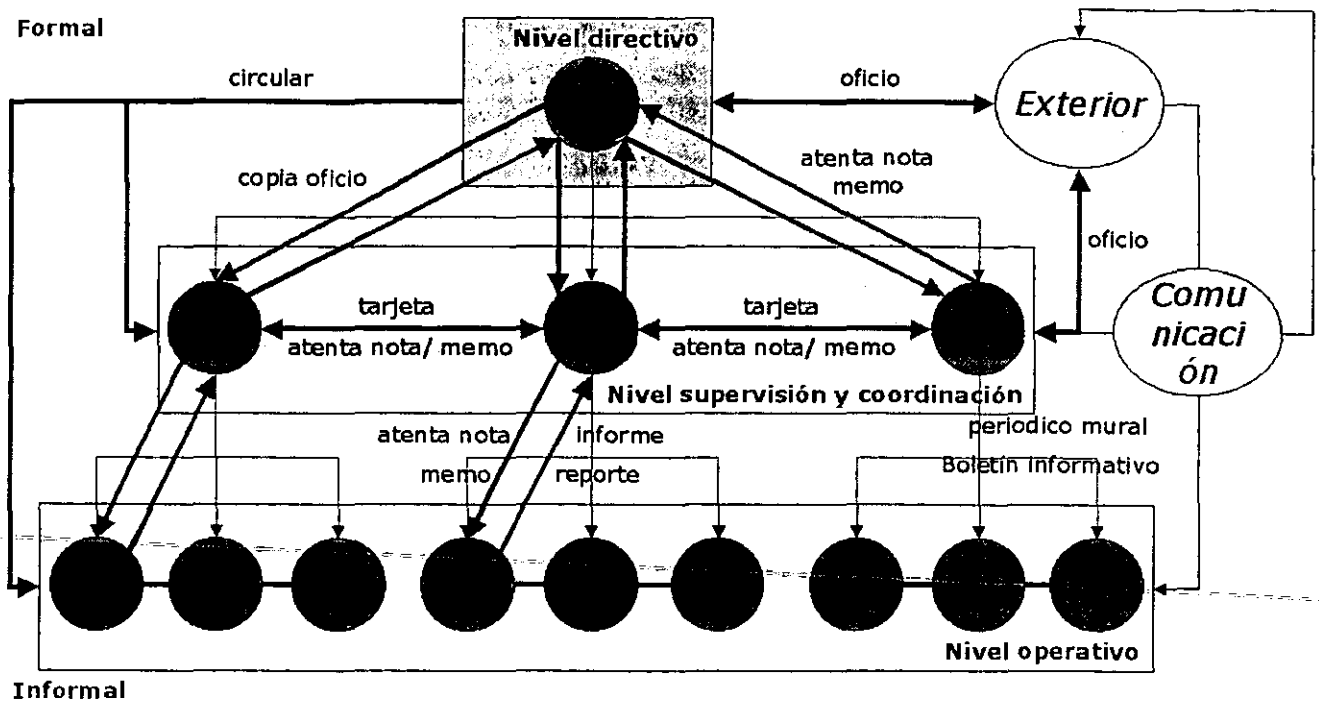 Formal
Nivel directivo
circular
oficio
Exterior
copia oficio
atenta nota
memo
oficio
tarjeta
atenta nota/ memo
tarjeta
atenta nota/ memo
Comu
nicaci
ón
Nivel supervisión y coordinación
atenta nota
memo
informe
reporte
periodico mural
Boletín informativo
Nivel operativo
Informal